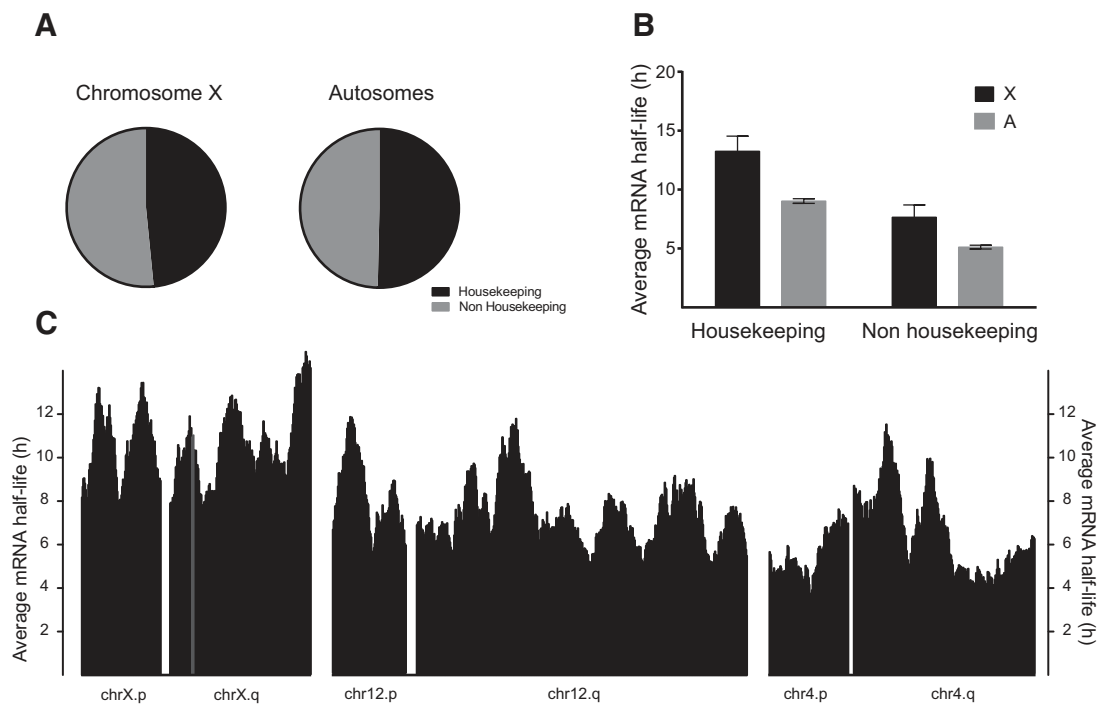 A
Chromosome X
Autosomes
Housekeeping
Non Housekeeping
B
Average mRNA half-life (h)
20
15
10
5
X
A
Housekeeping
Non housekeeping
C
Average mRNA half-life (h)
12
10
8
6
4
2
chrX.p
chrX.q
chr12.p
chr12.q
chr4.p
chr4.q
12
10
8
6
4
2
Average mRNA half-life (h)